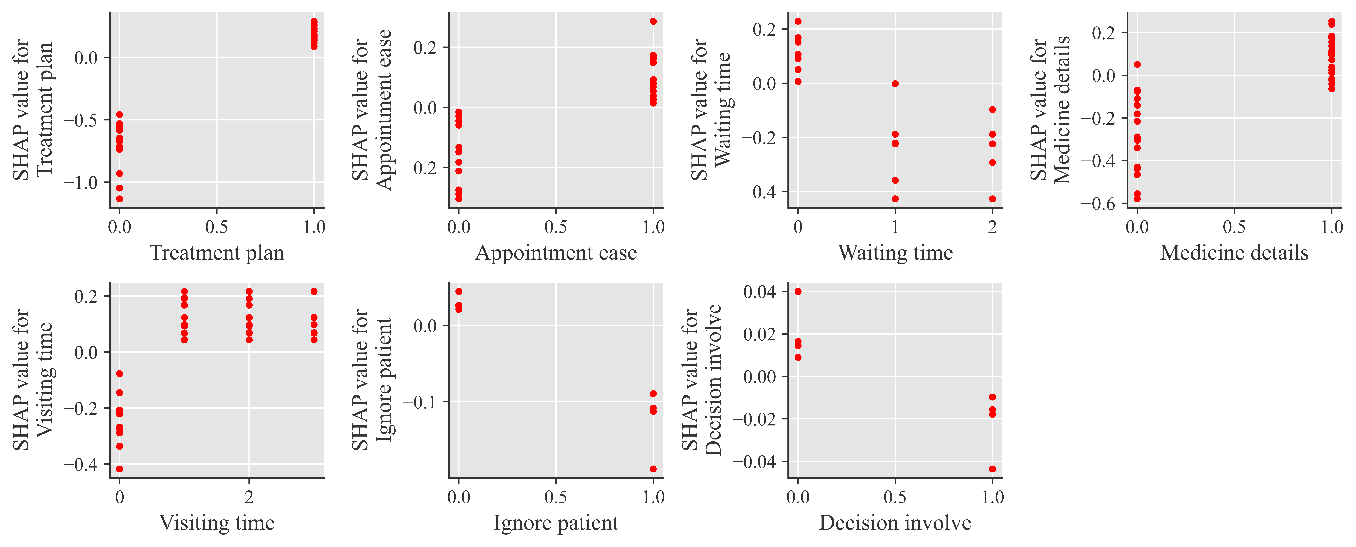 SHAP value for
Treatment plan
0.0
−0.5
−1.0
0.0 0.5 1.0
Treatment plan
SHAP value for
Appointment ease
0.2
0.0
0.2
0.0 0.5 1.0
Appointment ease
SHAP value for
Waiting time
0.2
0.0
−0.2
0.4
0 1 2
Waiting time
SHAP value for
Medicine details
0.2
0.0
−0.2
−0.4
−0.6
0.0 0.5 1.0
Medicine details
SHAP value for
Visiting time
0.2
0.0
−0.2
−0.4
0 2
Visiting time
SHAP value for
Ignore patient
0.0
−0.1
0.0 0.5 1.0
Ignore patient
SHAP value for
Decision involve
0.04
0.02
0.00
−0.02
−0.04
0.0 0.5 1.0
Decision involve